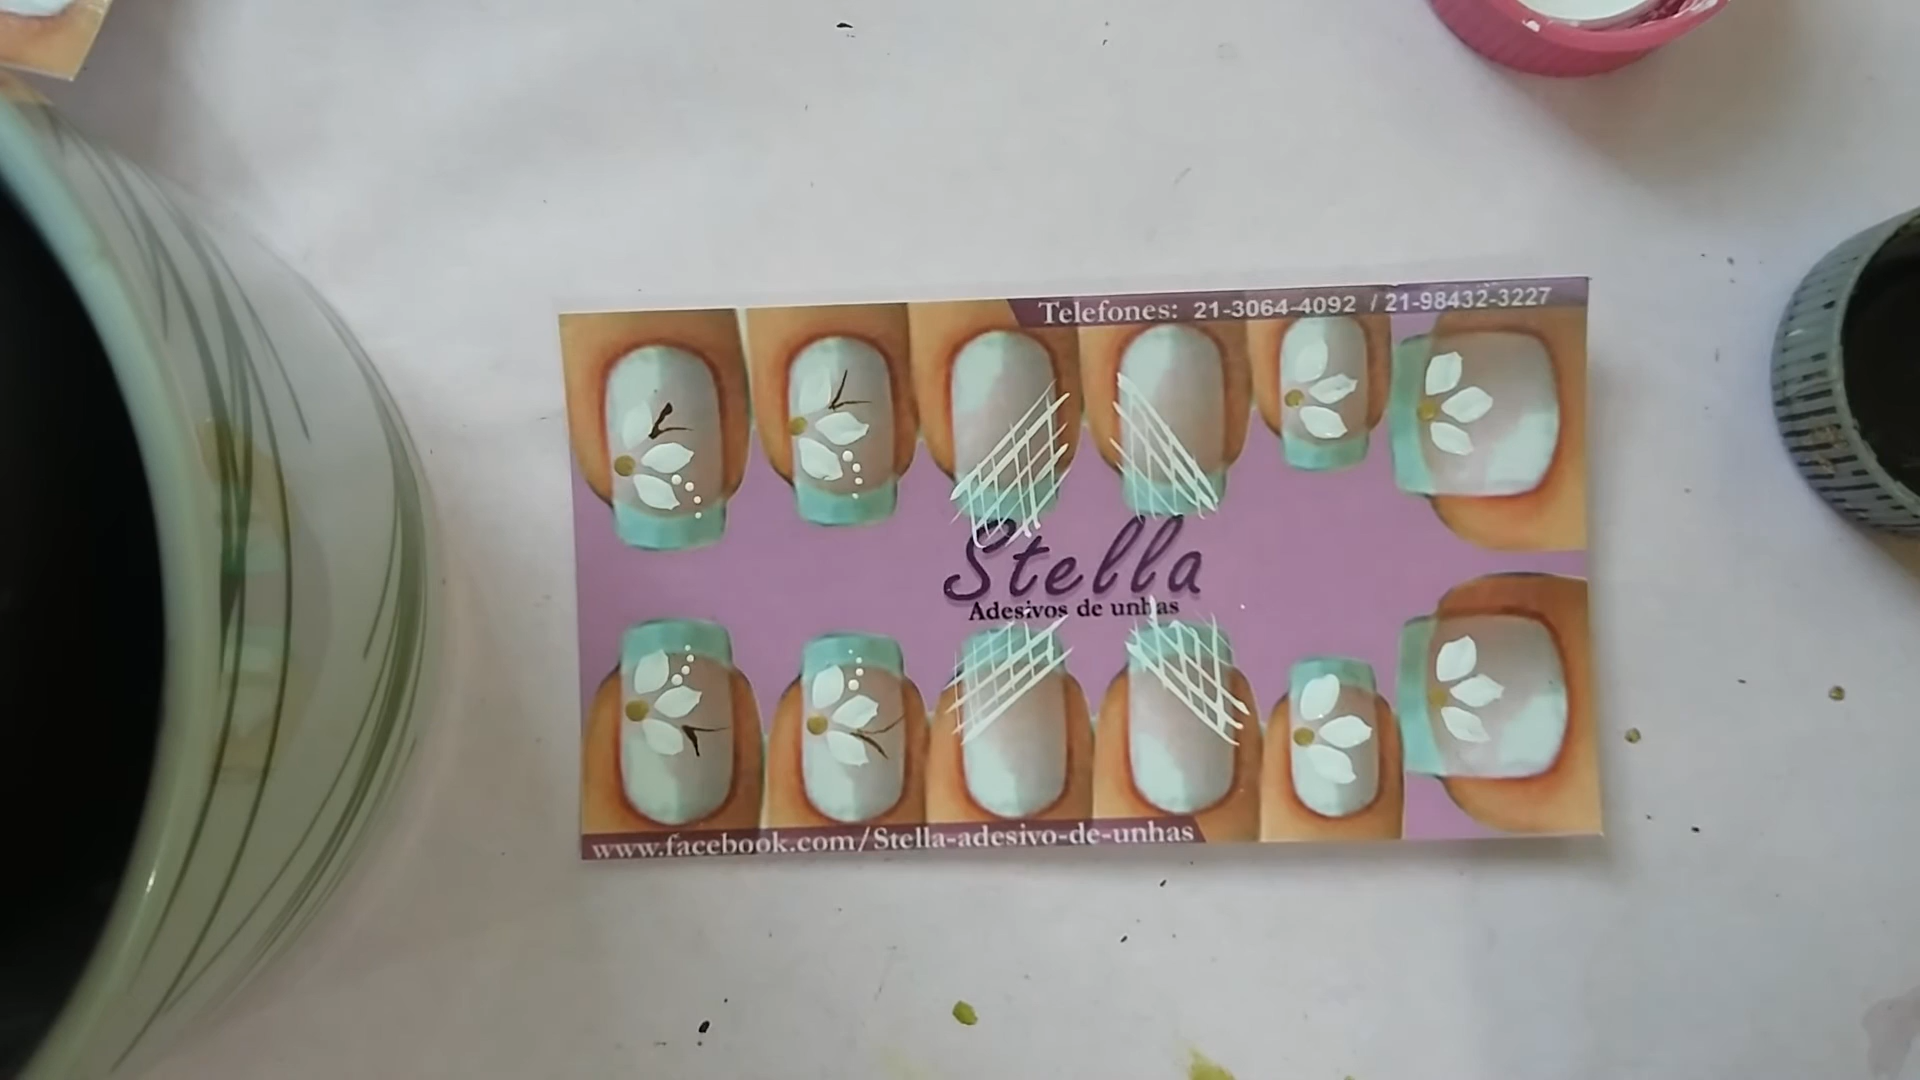 Telefones: 21-3064-4092 / 21-98432-3227
Stella
Adesivos de unhas
www.facebook.com/Stella-adesivo-de-unhas